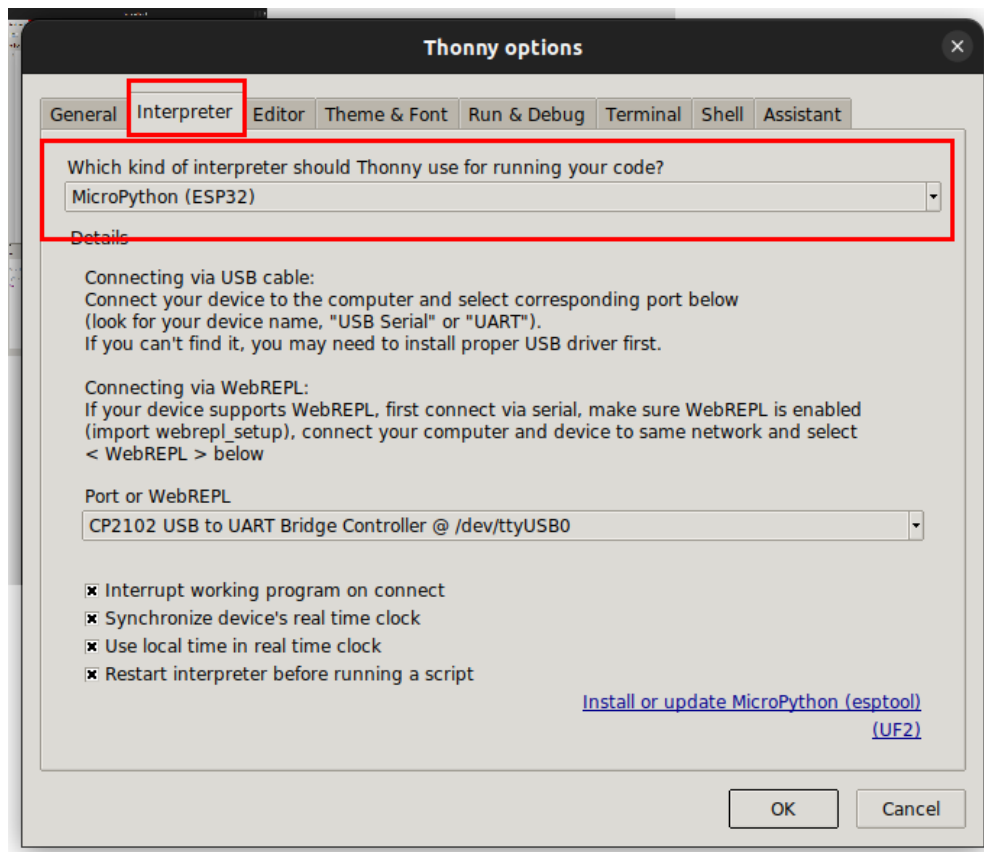 Thonny options
General Interpreter Editor Theme & Font Run & Debug Terminal Shell Assistant
Which kind of interpreter should Thonny use for running your code?
MicroPython (ESP32)
Details
Connecting via USB cable:
Connect your device to the computer and select corresponding port below
(look for your device name, "USB Serial" or "UART").
If you can't find it, you may need to install proper USB driver first.
Connecting via WebREPL:
If your device supports WebREPL, first connect via serial, make sure WebREPL is enabled
(import webrepl_setup), connect your computer and device to same network and select
< WebREPL > below
Port or WebREPL
CP2102 USB to UART Bridge Controller @ /dev/ttyUSB0
Interrupt working program on connect
Synchronize device's real time clock
Use local time in real time clock
Restart interpreter before running a script
Install or update MicroPython (esptool)
(UF2)
OK Cancel